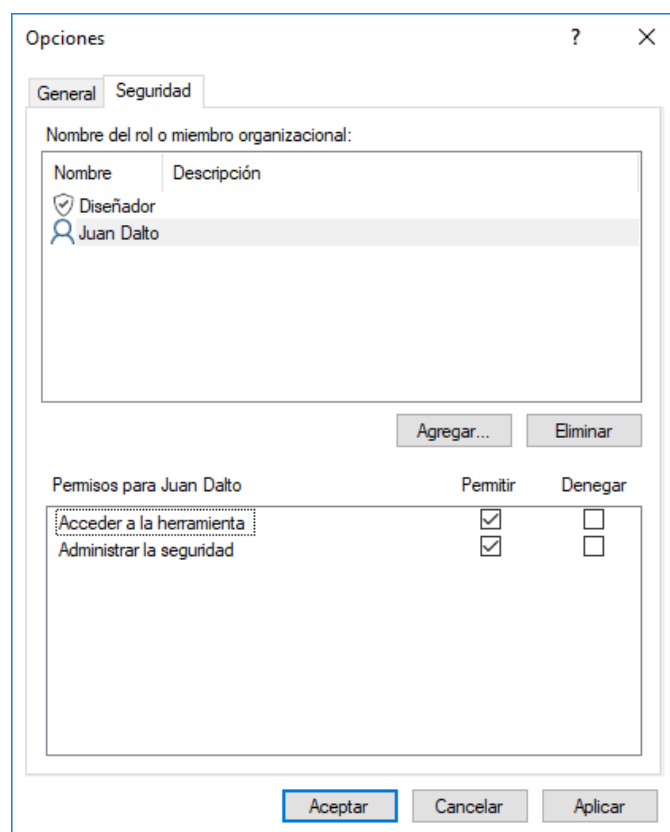 Opciones
General Seguridad
Nombre del rol o miembro organizacional:
Nombre Descripción
Diseñador
Juan Dalto
Agregar... Eliminar
Permisos para Juan Dalto Permitir Denegar
Acceder a la herramienta
Administrar la seguridad
Aceptar Cancelar Aplicar